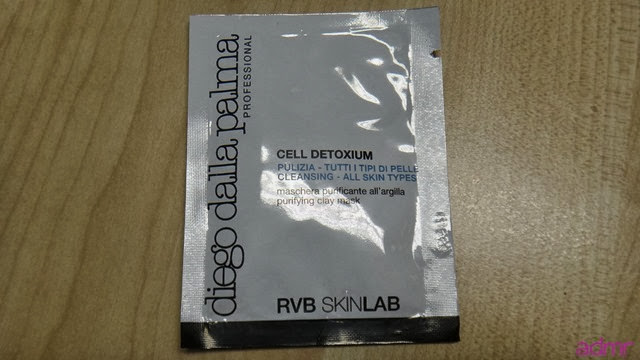 diego dalla palma
PROFESSIONAL
CELL DETOXIUM
PULIZIA - TUTTI I TIPI DI PELLE
CLEANSING - ALL SKIN TYPES
maschera purificante all'argilla
purifying clay mask
RVB SKINLAB
admr